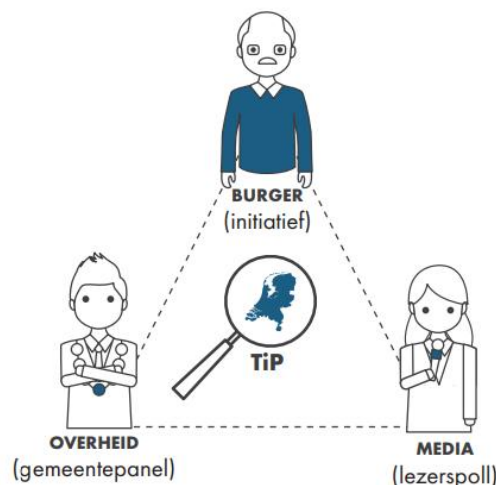 BURGER
(initiatief)
TiP
OVERHEID
(gemeentepanel)
MEDIA
(lezerspoll)